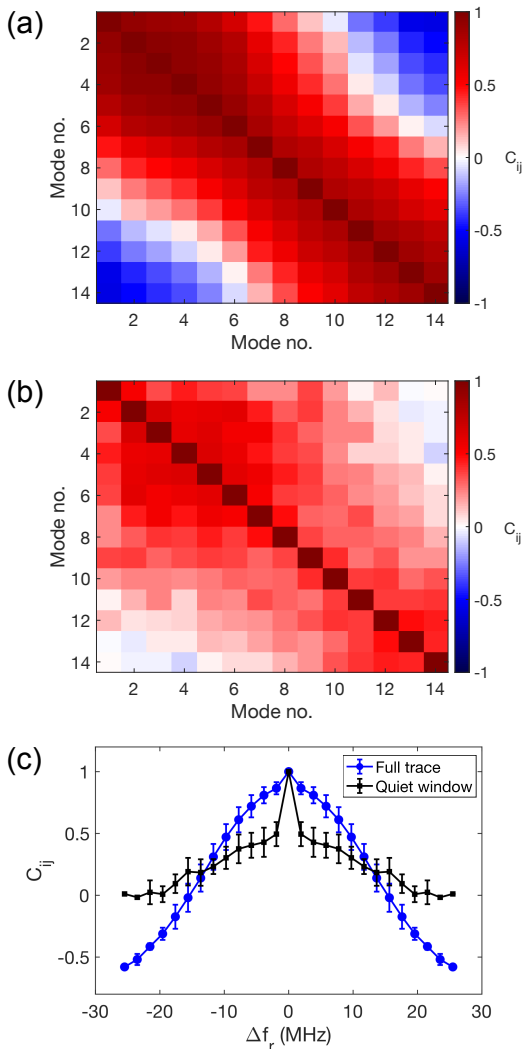 (a)
2
4
6
8
10
12
14
Mode no.
2 4 6 8 10 12 14
Mode no.
1
0.5
0
-0.5
-1
C_ij
(b)
2
4
6
8
10
12
14
Mode no.
2 4 6 8 10 12 14
Mode no.
1
0.5
0
-0.5
-1
C_ij
(c)
Full trace
Quiet window
1
0.5
0
-0.5
C_ij
-30 -20 -10 0 10 20 30
Δf_r (MHz)